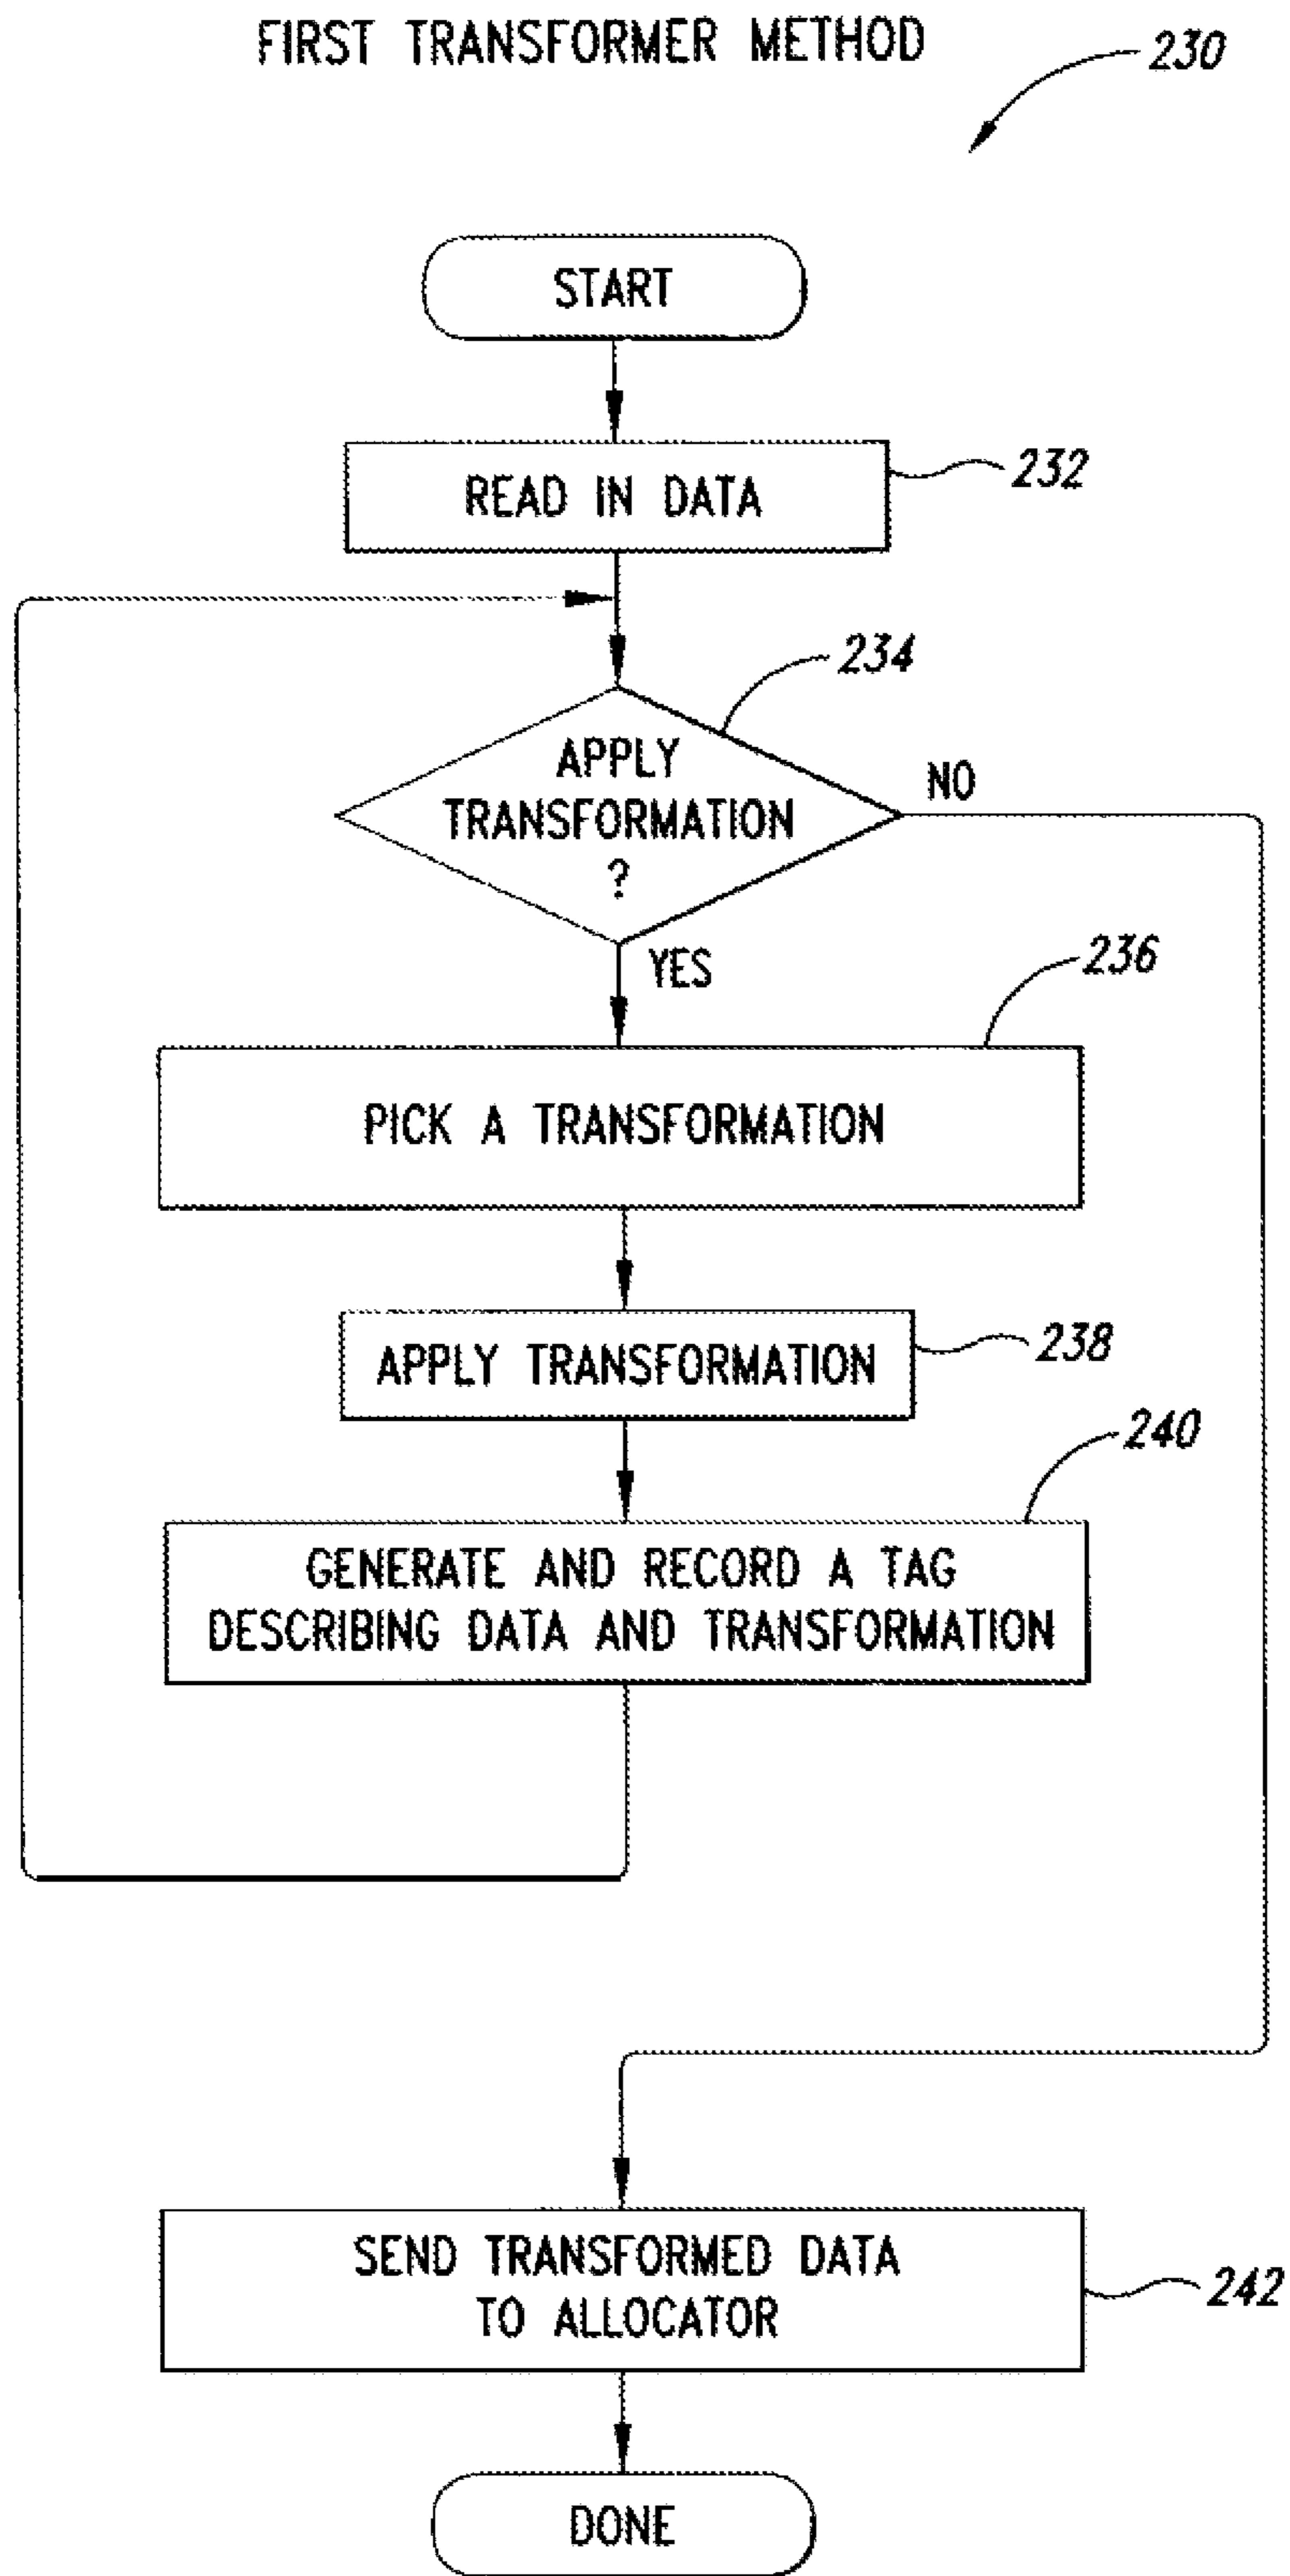 FIRST TRANSFORMER METHOD
230
START
READ IN DATA
232
234
APPLY
TRANSFORMATION
?
NO
YES
236
PICK A TRANSFORMATION
APPLY TRANSFORMATION
238
240
GENERATE AND RECORD A TAG
DESCRIBING DATA AND TRANSFORMATION
SEND TRANSFORMED DATA
TO ALLOCATOR
242
DONE